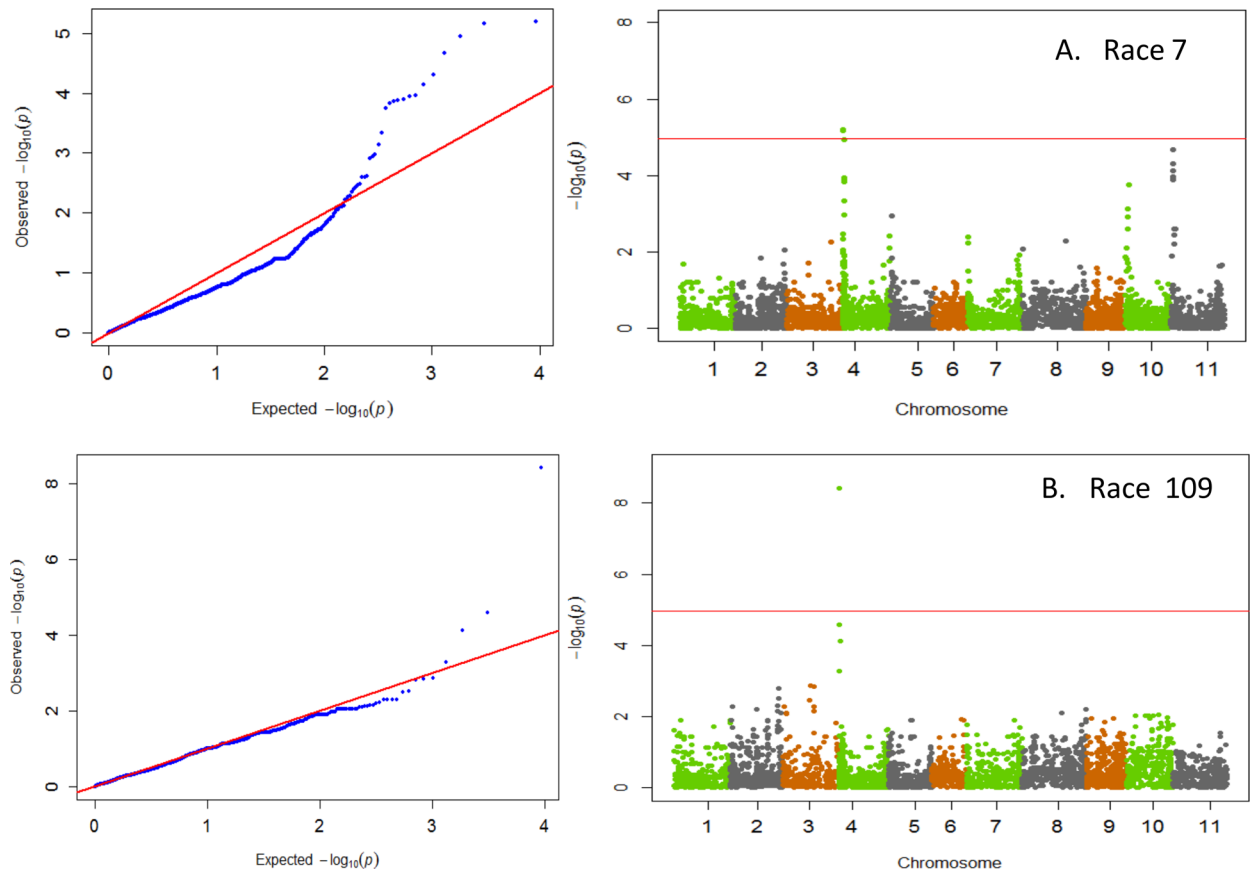 A. Race 7
Observed −log10(p)
0 1 2 3 4 5
0 1 2 3 4
Expected −log10(p)
−log10(p)
0 2 4 6 8
1 2 3 4 5 6 7 8 9 10 11
Chromosome
B. Race 109
Observed −log10(p)
0 2 4 6 8
0 1 2 3 4
Expected −log10(p)
−log10(p)
0 2 4 6 8
1 2 3 4 5 6 7 8 9 10 11
Chromosome